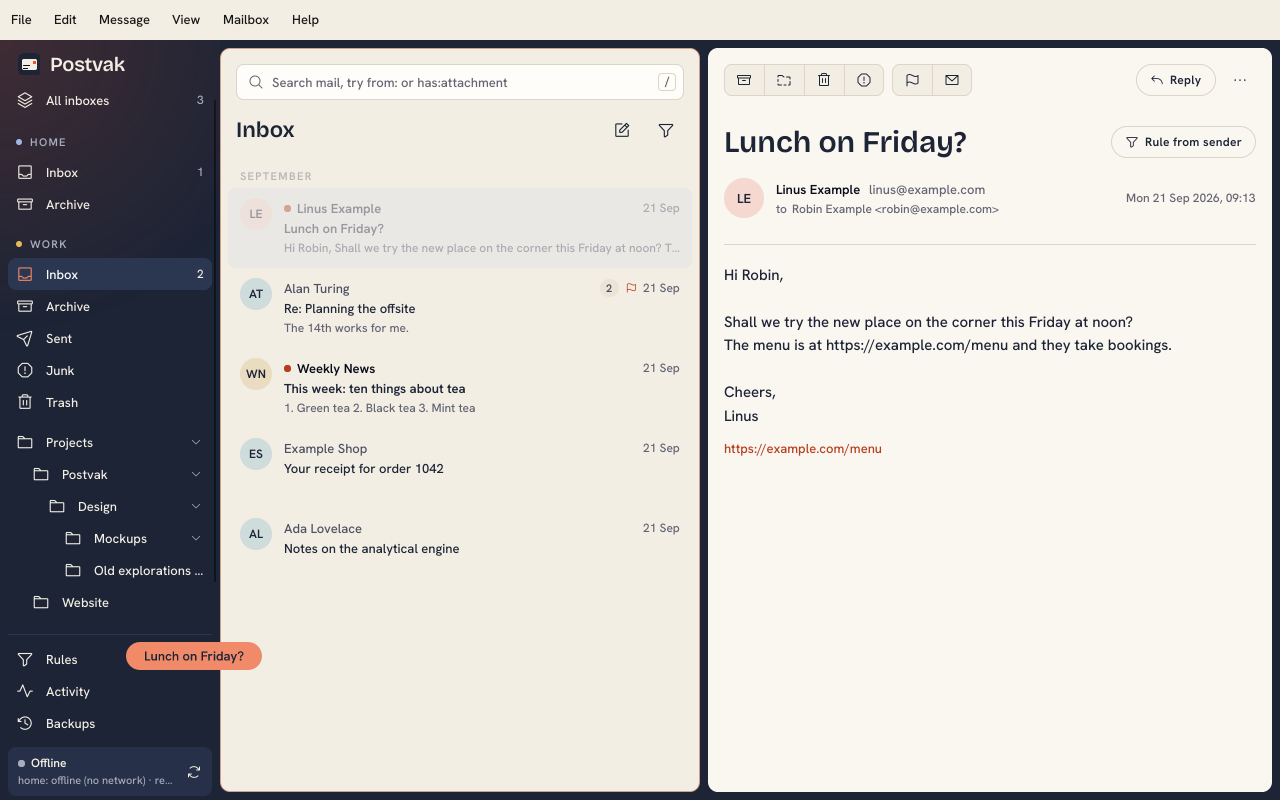 File Edit Message View Mailbox Help
Postvak
All inboxes 3
HOME
Inbox 1
Archive
WORK
Inbox 2
Archive
Sent
Junk
Trash
Projects
Postvak
Design
Mockups
Old explorations ...
Website
Rules
Activity
Backups
Offline
home: offline (no network) · re...
Lunch on Friday?
Search mail, try from: or has:attachment /
Inbox
SEPTEMBER
LE Linus Example 21 Sep
Lunch on Friday?
Hi Robin, Shall we try the new place on the corner this Friday at noon? T...
AT Alan Turing 2 21 Sep
Re: Planning the offsite
The 14th works for me.
WN Weekly News 21 Sep
This week: ten things about tea
1. Green tea 2. Black tea 3. Mint tea
ES Example Shop 21 Sep
Your receipt for order 1042
AL Ada Lovelace 21 Sep
Notes on the analytical engine
Reply ...
Lunch on Friday?
Rule from sender
LE Linus Example linus@example.com
to Robin Example <robin@example.com>
Mon 21 Sep 2026, 09:13
Hi Robin,
Shall we try the new place on the corner this Friday at noon?
The menu is at https://example.com/menu and they take bookings.
Cheers,
Linus
https://example.com/menu